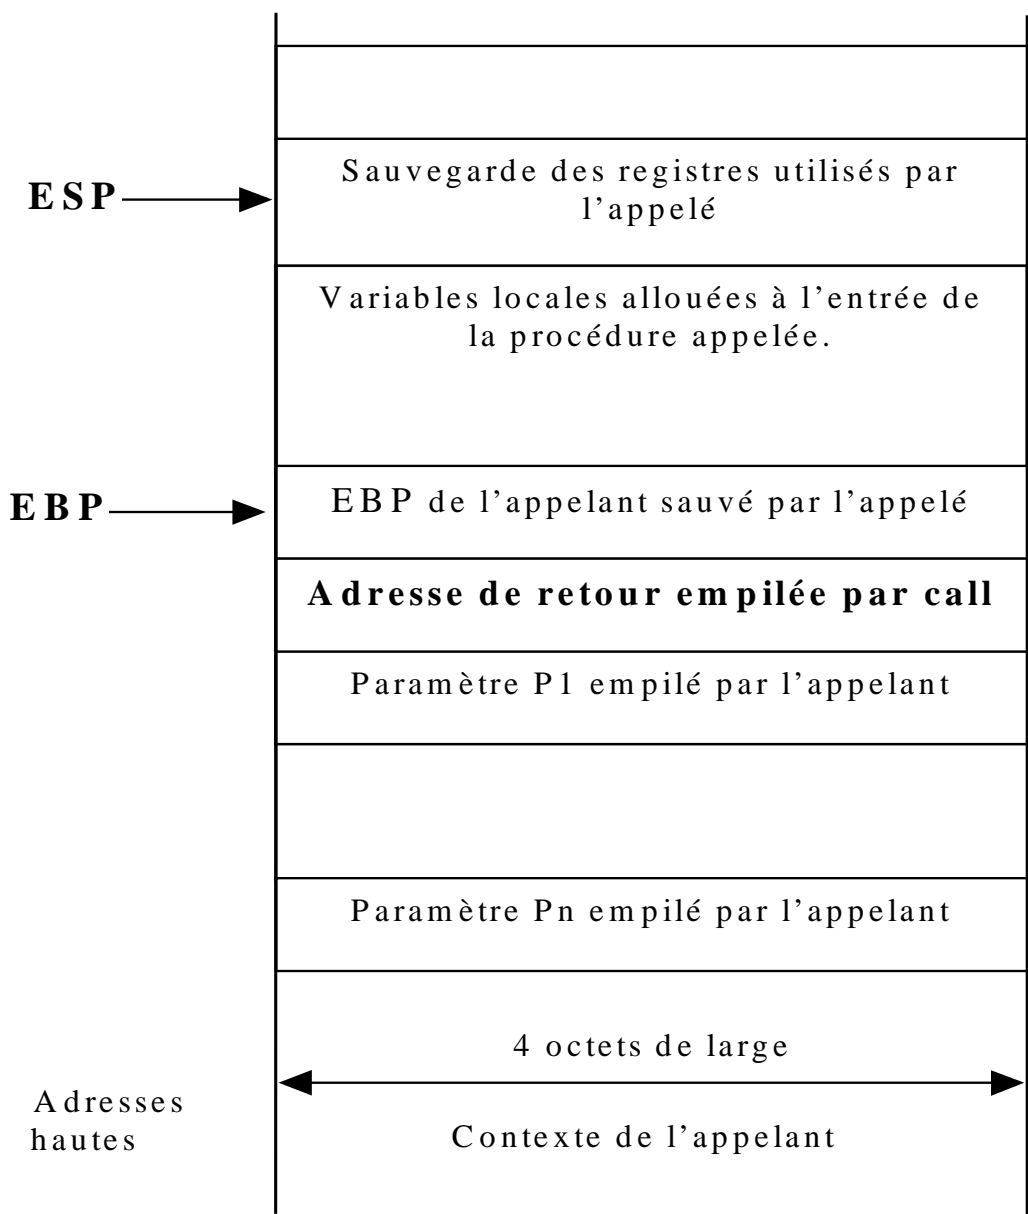 Sauvegarde des registres utilisés par
l'appelé
ESP
Variables locales allouées à l'entrée de
la procédure appelée.
EBP
EBP de l'appelant sauvé par l'appelé
Adresse de retour empilée par call
Paramètre P1 empilé par l'appelant
Paramètre Pn empilé par l'appelant
4 octets de large
Adresses
hautes
Contexte de l'appelant